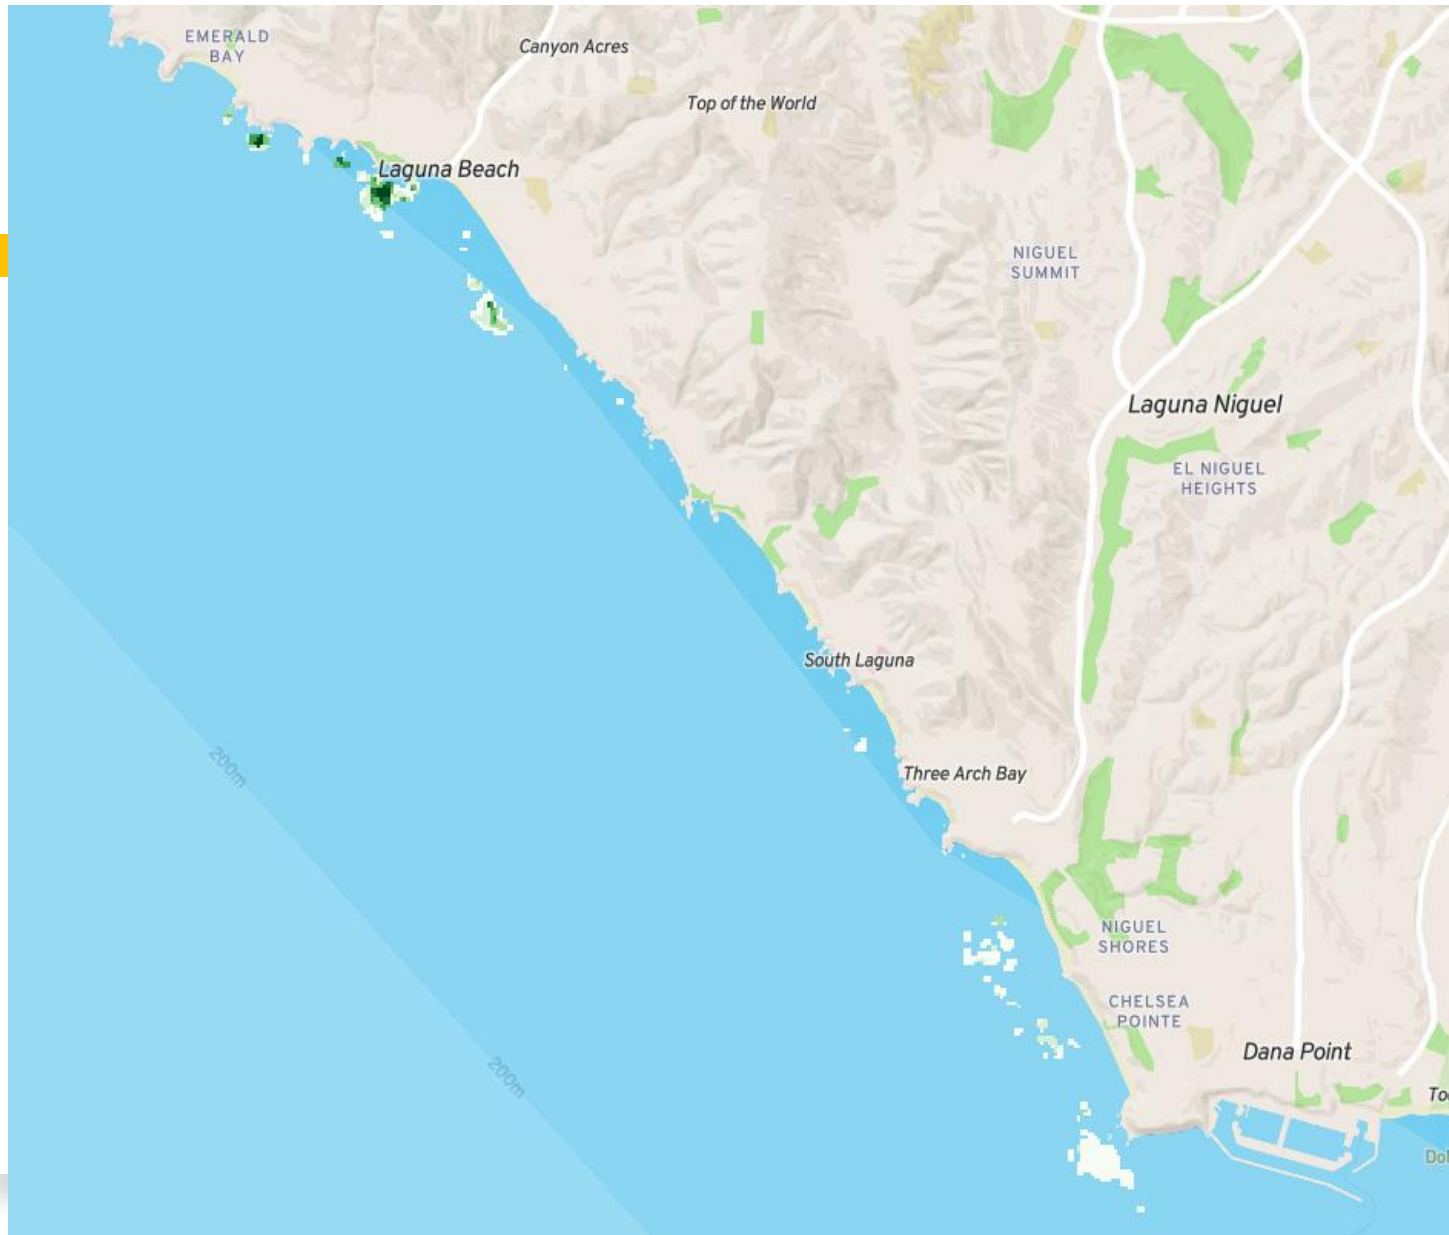 EMERALD
BAY
Canyon Acres
Top of the World
Laguna Beach
NIGUEL
SUMMIT
Laguna Niguel
EL NIGUEL
HEIGHTS
South Laguna
200m
Three Arch Bay
NIGUEL
SHORES
CHELSEA
POINTE
Dana Point
200m